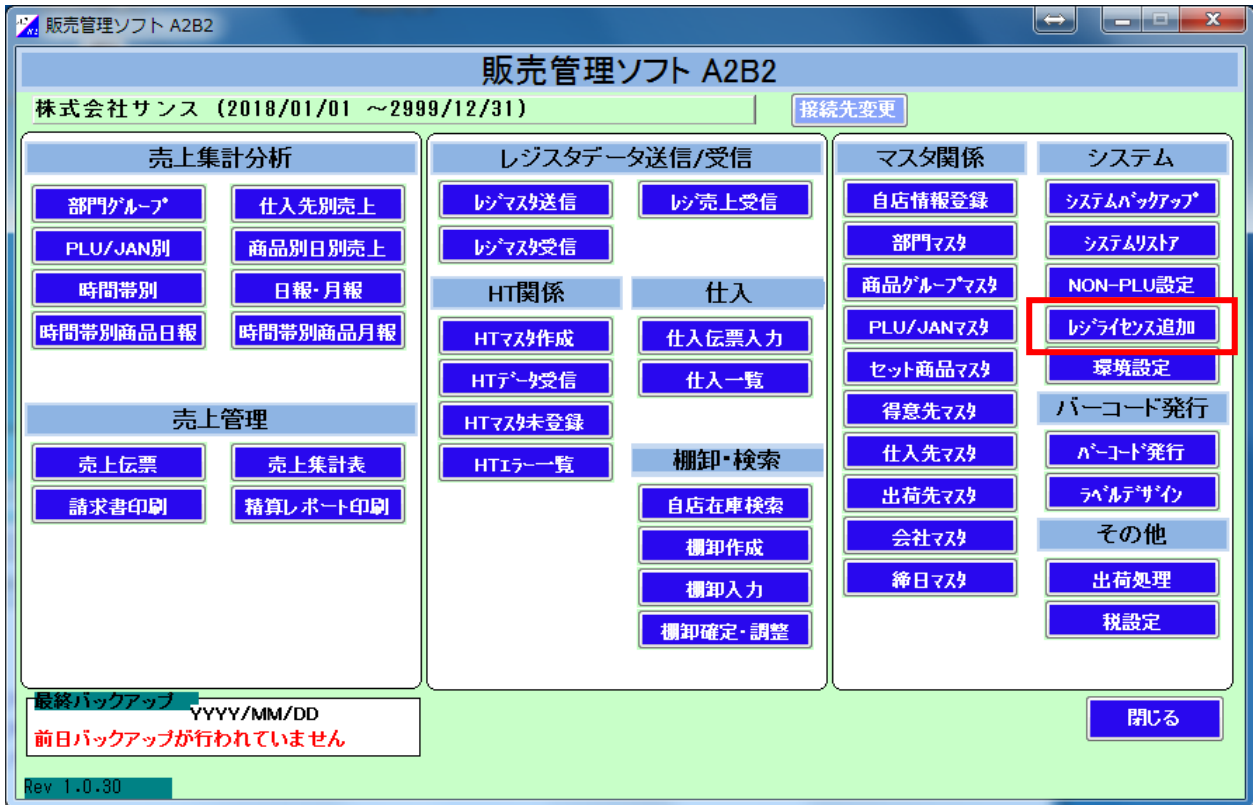 販売管理ソフト A2B2
販売管理ソフト A2B2
株式会社サンス (2018/01/01 ～2999/12/31)
接続先変更
売上集計分析
部門ｸﾞﾙｰﾌﾟ
仕入先別売上
PLU/JAN別
商品別日別売上
時間帯別
日報･月報
時間帯別商品日報
時間帯別商品月報
売上管理
売上伝票
売上集計表
請求書印刷
精算レポート印刷
レジスタデータ送信/受信
ﾚｼﾞﾏｽﾀ送信
ﾚｼﾞ売上受信
ﾚｼﾞﾏｽﾀ受信
HT関係
HTﾏｽﾀ作成
HTﾃﾞｰﾀ受信
HTﾏｽﾀ未登録
HTｴﾗｰ一覧
仕入
仕入伝票入力
仕入一覧
棚卸･検索
自店在庫検索
棚卸作成
棚卸入力
棚卸確定･調整
マスタ関係
自店情報登録
部門ﾏｽﾀ
商品ｸﾞﾙｰﾌﾟﾏｽﾀ
PLU/JANﾏｽﾀ
セット商品ﾏｽﾀ
得意先ﾏｽﾀ
仕入先ﾏｽﾀ
出荷先ﾏｽﾀ
会社ﾏｽﾀ
締日ﾏｽﾀ
システム
ｼｽﾃﾑﾊﾞｯｸｱｯﾌﾟ
ｼｽﾃﾑﾘｽﾄｱ
NON-PLU設定
ﾚｼﾞﾗｲｾﾝｽ追加
環境設定
バーコード発行
ﾊﾞｰｺｰﾄﾞ発行
ﾗﾍﾞﾙﾃﾞｻﾞｲﾝ
その他
出荷処理
税設定
最終バックアップ
YYYY/MM/DD
前日バックアップが行われていません
閉じる
Rev 1.0.30